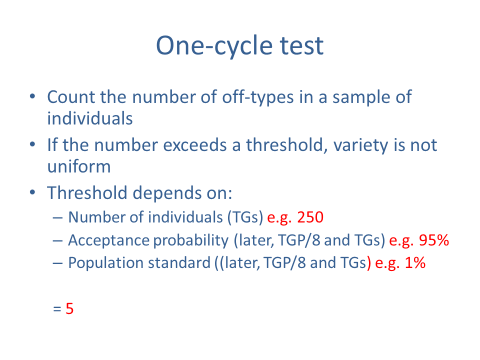 One-cycle test
• Count the number of off-types in a sample of
individuals
• If the number exceeds a threshold, variety is not
uniform
• Threshold depends on:
– Number of individuals (TGs) e.g. 250
– Acceptance probability (later, TGP/8 and TGs) e.g. 95%
– Population standard ((later, TGP/8 and TGs) e.g. 1%
= 5